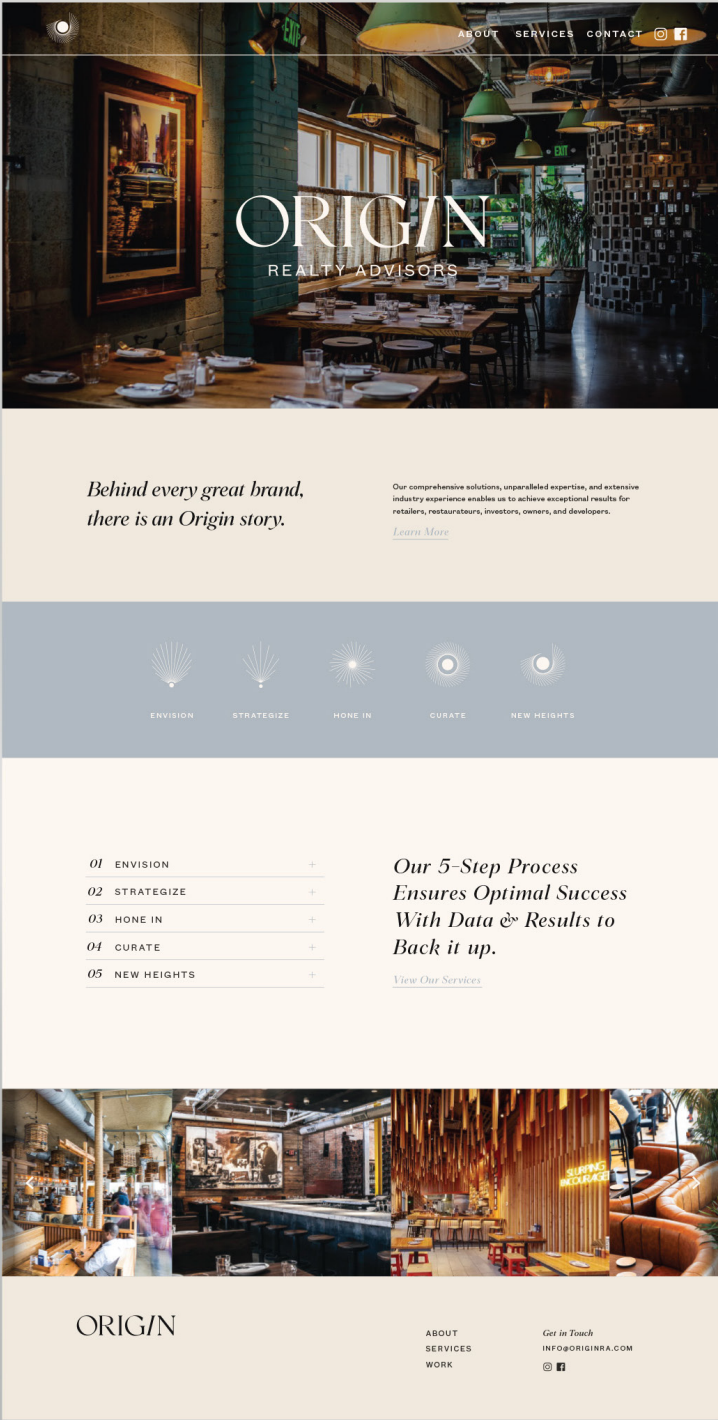 EXIT
ABOUT SERVICES CONTACT
EXIT
ORIGIN
REALTY ADVISORS
Behind every great brand,
there is an Origin story.
Our comprehensive solutions, unparalleled expertise, and extensive
industry experience enables us to achieve exceptional results for
retailers, restaurateurs, investors, owners, and developers.
Learn More
ENVISION STRATEGIZE HONE IN CURATE NEW HEIGHTS
01 ENVISION +
02 STRATEGIZE +
03 HONE IN +
04 CURATE +
05 NEW HEIGHTS +
Our 5-Step Process
Ensures Optimal Success
With Data & Results to
Back it up.
View Our Services
SLURPING
ENCOURAGED
ORIGIN
ABOUT
SERVICES
WORK
Get in Touch
INFO@ORIGINRA.COM